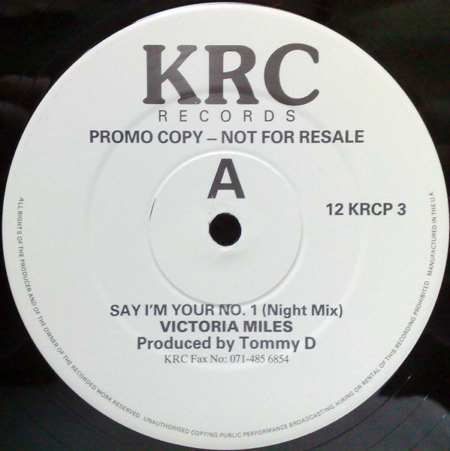 KRC
RECORDS
PROMO COPY – NOT FOR RESALE
A
12 KRCP 3
SAY I'M YOUR NO. 1 (Night Mix)
VICTORIA MILES
Produced by Tommy D
KRC Fax No: 071-485 6854
ALL RIGHTS OF THE PRODUCER AND OF THE OWNER OF THE RECORDED WORK RESERVED. UNAUTHORISED COPYING PUBLIC PERFORMANCE BROADCASTING, HIRING OR RENTAL OF THIS RECORDING PROHIBITED. MANUFACTURED IN THE U.K.